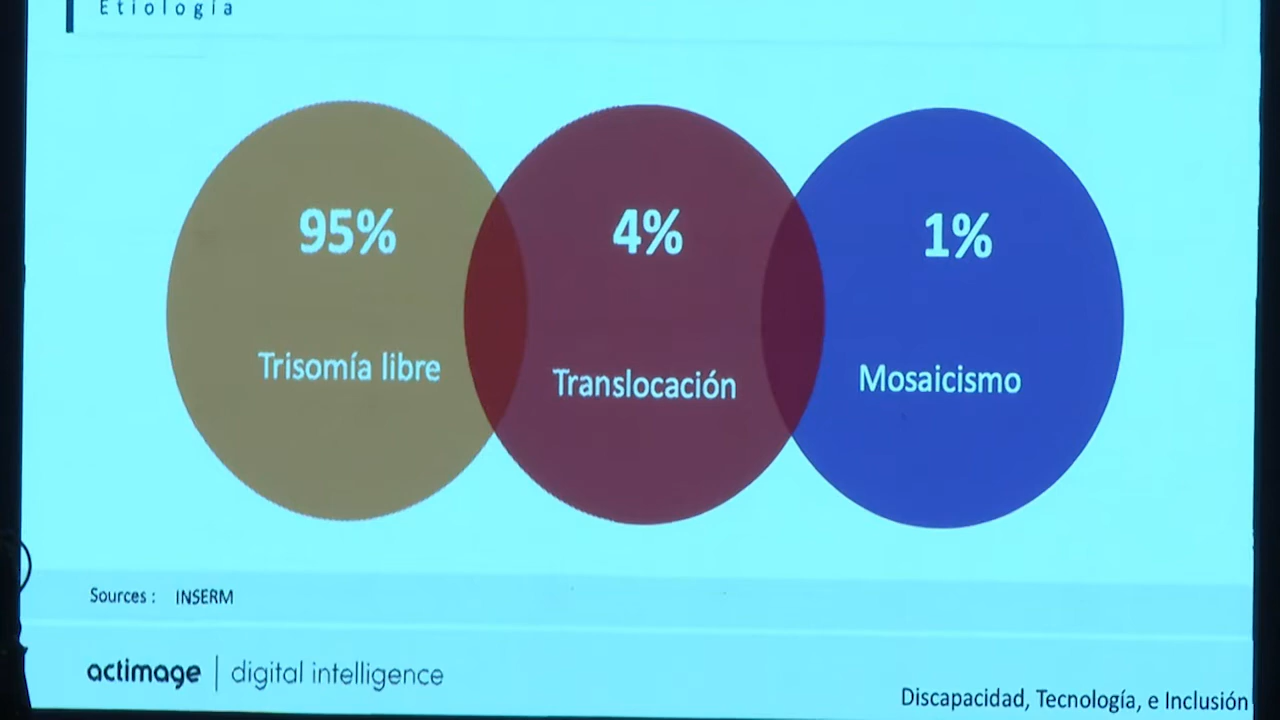 Etiología
95%
4%
1%
Trisomía libre
Translocación
Mosaicismo
Sources : INSERM
actimage | digital intelligence
Discapacidad, Tecnología, e Inclusión